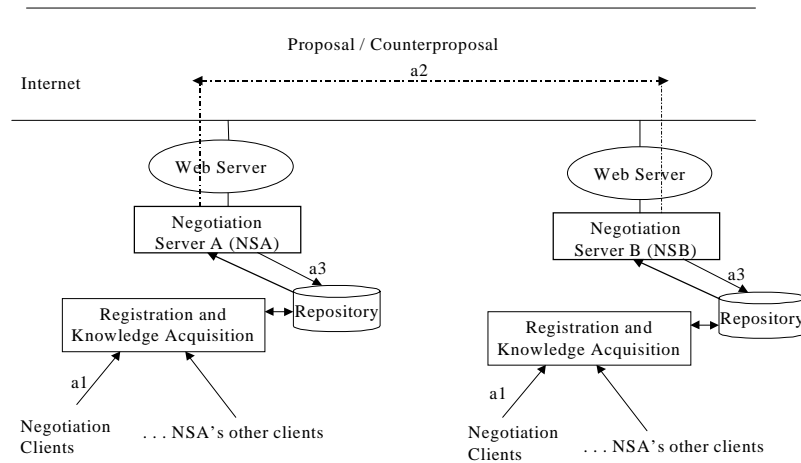 Proposal / Counterproposal
a2
Internet
Web Server
Web Server
Negotiation
Server A (NSA)
Negotiation
Server B (NSB)
a3
a3
Repository
Repository
Registration and
Knowledge Acquisition
Registration and
Knowledge Acquisition
a1
a1
Negotiation
Clients
. . . NSA's other clients
Negotiation
Clients
. . . NSA's other clients